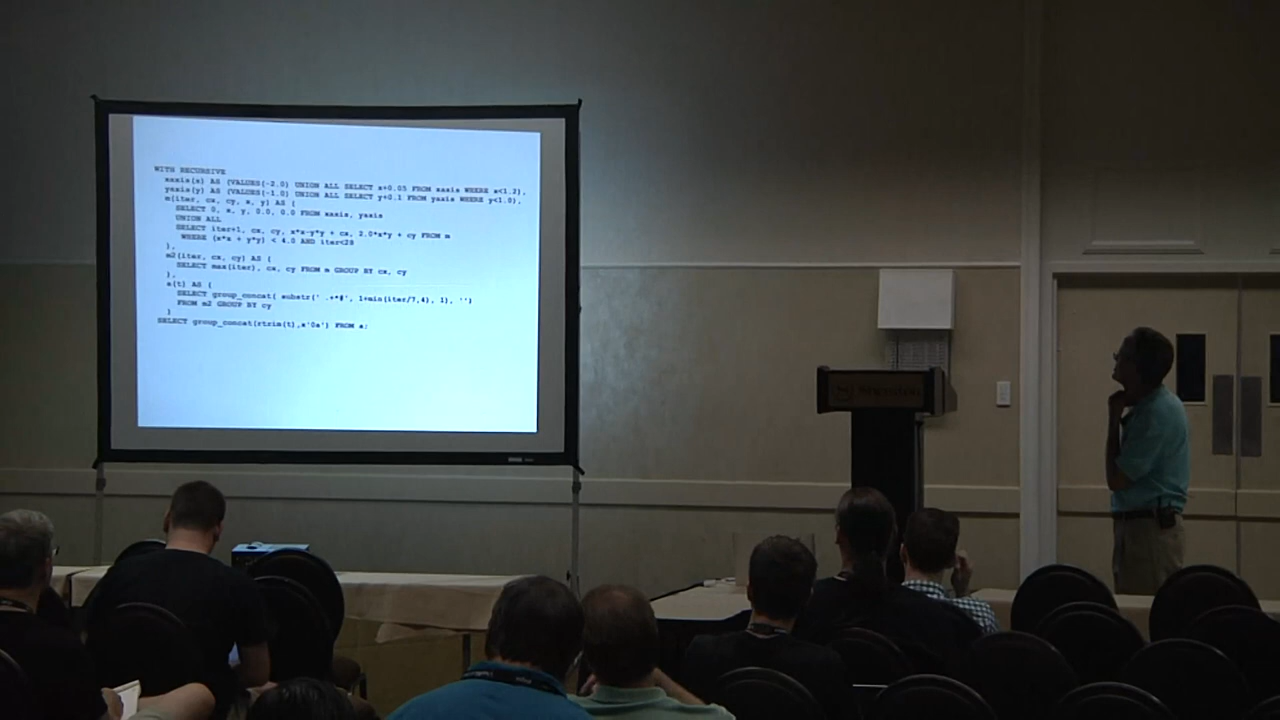 WITH RECURSIVE
xaxis(x) AS (VALUES(-2.0) UNION ALL SELECT x+0.05 FROM xaxis WHERE x<1.2),
yaxis(y) AS (VALUES(-1.0) UNION ALL SELECT y+0.1 FROM yaxis WHERE y<1.0),
m(iter, cx, cy, x, y) AS (
SELECT 0, x, y, 0.0, 0.0 FROM xaxis, yaxis
UNION ALL
SELECT iter+1, cx, cy, x*x-y*y + cx, 2.0*x*y + cy FROM m
WHERE (x*x + y*y) < 4.0 AND iter<28
),
m2(iter, cx, cy) AS (
SELECT max(iter), cx, cy FROM m GROUP BY cx, cy
),
a(t) AS (
SELECT group_concat( substr(' .+*#', 1+min(iter/7,4), 1), '')
FROM m2 GROUP BY cy
)
SELECT group_concat(rtrim(t),x'0a') FROM a;